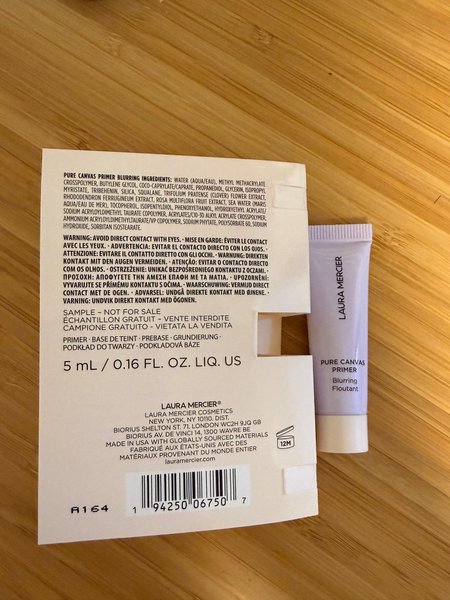 PURE CANVAS PRIMER BLURRING INGREDIENTS: WATER (AQUA/EAU), METHYL METHACRYLATE
CROSSPOLYMER, BUTYLENE GLYCOL, COCO-CAPRYLATE/CAPRATE, PROPANEDIOL, GLYCERIN, ISOPROPYL
MYRISTATE, TRIBEHENIN, SILICA, SQUALANE, TRIFOLIUM PRATENSE (CLOVER) FLOWER EXTRACT,
RHODODENDRON FERRUGINEUM EXTRACT, ROSA MULTIFLORA FRUIT EXTRACT, SEA WATER (MARIS
AQUA/EAU DE MER), TOCOPHEROL, ISOPENTYLDIOL, PHENOXYETHANOL, HYDROXYETHYL ACRYLATE/
SODIUM ACRYLOYLDIMETHYL TAURATE COPOLYMER, ACRYLATES/C10-30 ALKYL ACRYLATE CROSSPOLYMER,
AMMONIUM ACRYLOYLDIMETHYLTAURATE/VP COPOLYMER, SODIUM PHYTATE, POLYSORBATE 60, SODIUM
HYDROXIDE, SORBITAN ISOSTEARATE.
WARNING: AVOID DIRECT CONTACT WITH EYES. • MISE EN GARDE: ÉVITER LE CONTACT
AVEC LES YEUX. • ADVERTENCIA: EVITAR EL CONTACTO DIRECTO CON LOS OJOS.
ATTENZIONE: EVITARE IL CONTATTO DIRETTO CON GLI OCCHI. • WARNUNG: DIREKTEN
KONTAKT MIT DEN AUGEN VERMEIDEN. • ATENÇÃO: EVITAR O CONTACTO DIRECTO
COM OS OLHOS. • OSTRZEŻENIE: UNIKAĆ BEZPOŚREDNIEGO KONTAKTU Z OCZAMI. •
ΠΡΟΣΟΧΗ: ΑΠΟΦΥΓΕΤΕ ΤΗΝ ΑΜΕΣΗ ΕΠΑΦΗ ΜΕ ΤΑ ΜΑΤΙΑ. • UPOZORNĚNÍ:
VYVARUJTE SE PŘÍMÉMU KONTAKTU S OČIMA. • WAARSCHUWING: VERMIJD DIRECT
CONTACT MET DE OGEN. • ADVARSEL: UNDGÅ DIREKT KONTAKT MED ØJNENE. •
VARNING: UNDVIK DIREKT KONTAKT MED ÖGONEN.
SAMPLE – NOT FOR SALE
ÉCHANTILLON GRATUIT - VENTE INTERDITE
CAMPIONE GRATUITO - VIETATA LA VENDITA
PRIMER • BASE DE TEINT • PREBASE • GRUNDIERUNG •
PODKŁAD DO TWARZY • PODKLADOVÁ BÁZE
5 mL / 0.16 FL. OZ. LIQ. US
LAURA MERCIER®
LAURA MERCIER COSMETICS
NEW YORK, NY 10110. DIST.
BIORIUS SHELTON ST. 71, LONDON WC2H 9JQ GB
BIORIUS AV. DE VINCI 14, 1300 WAVRE BE
MADE IN USA WITH GLOBALLY SOURCED MATERIALS
FABRIQUÉ AUX ÉTATS-UNIS AVEC DES
MATÉRIAUX PROVENANT DU MONDE ENTIER
lauramercier.com
12M
A164
1 94250 06750 7
LAURA MERCIER
PURE CANVAS
PRIMER
Blurring
Floutant